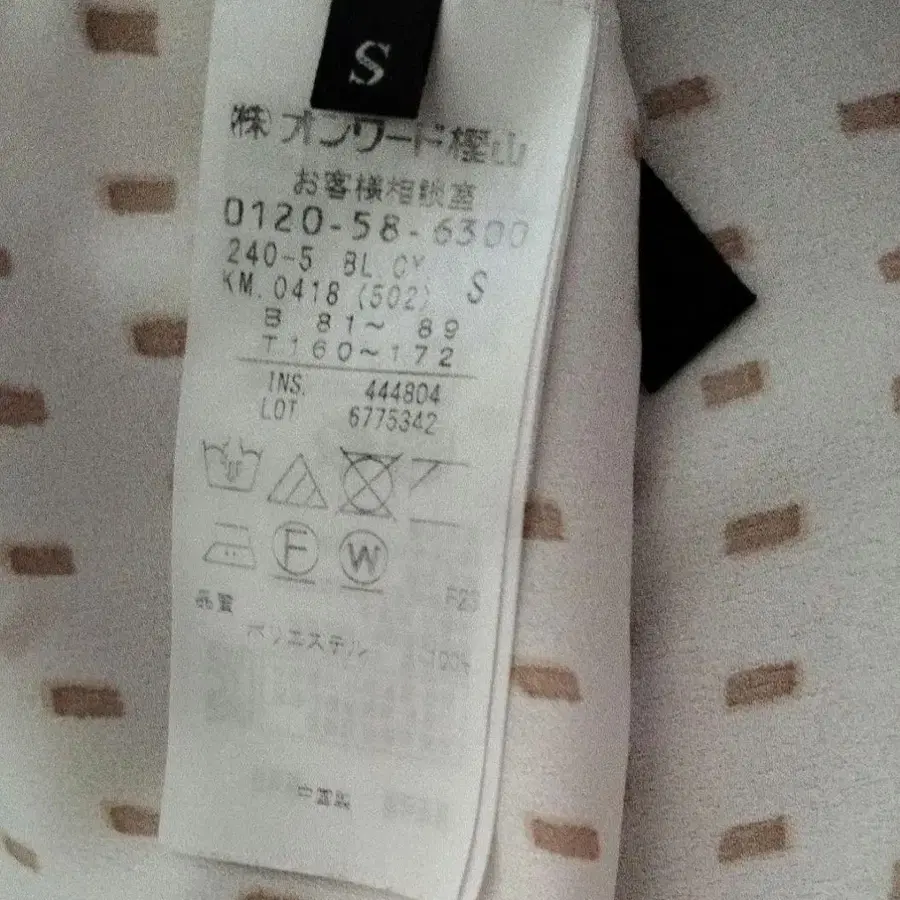 S
㈱オンワード樫山
お客様相談室
0120-58-6300
240-5 BL.CY
KM.0418 (502) S
B 81～ 89
T160～172
INS. 444804
LOT 6775342
F
W
品質
ポリエステル 100%
中国製